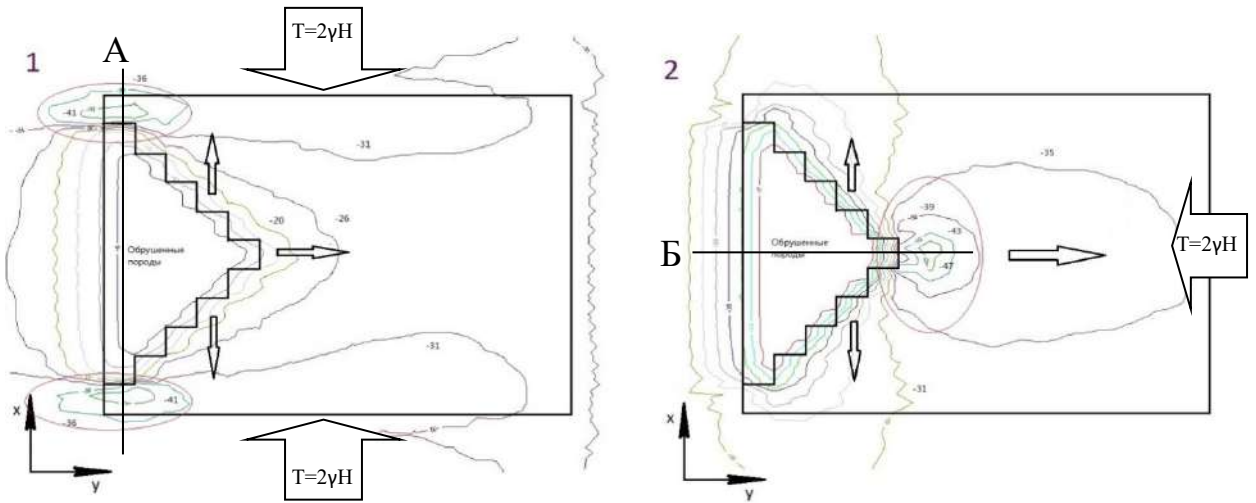 1
А
T=2γH
-36
-41
-31
-20
-26
Обрушенные
породы
-31
-41
-36
x
y
T=2γH
2
-35
-39
-43
-47
Б
Обрушенные
породы
T=2γH
-31
x
y